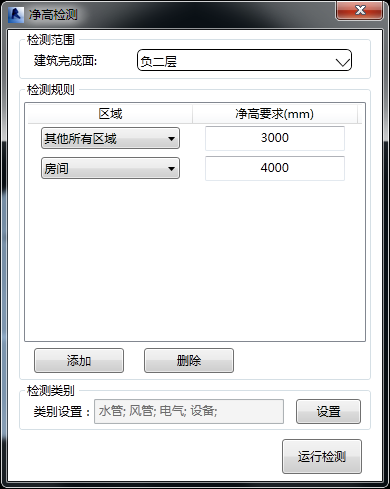 净高检测
检测范围
建筑完成面: 负二层
检测规则
区域 净高要求(mm)
其他所有区域 3000
房间 4000
添加 删除
检测类别
类别设置： 水管; 风管; 电气; 设备; 设置
运行检测